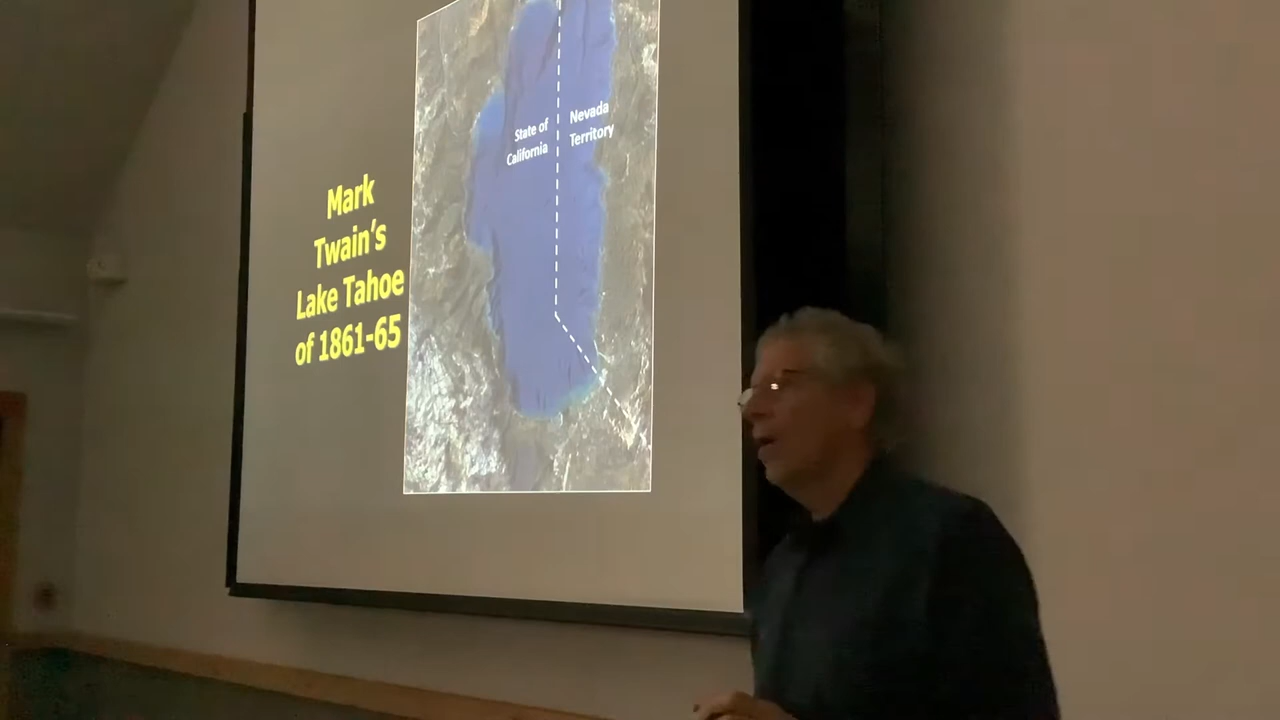 Mark
Twain's
Lake Tahoe
of 1861-65
State of
California
Nevada
Territory